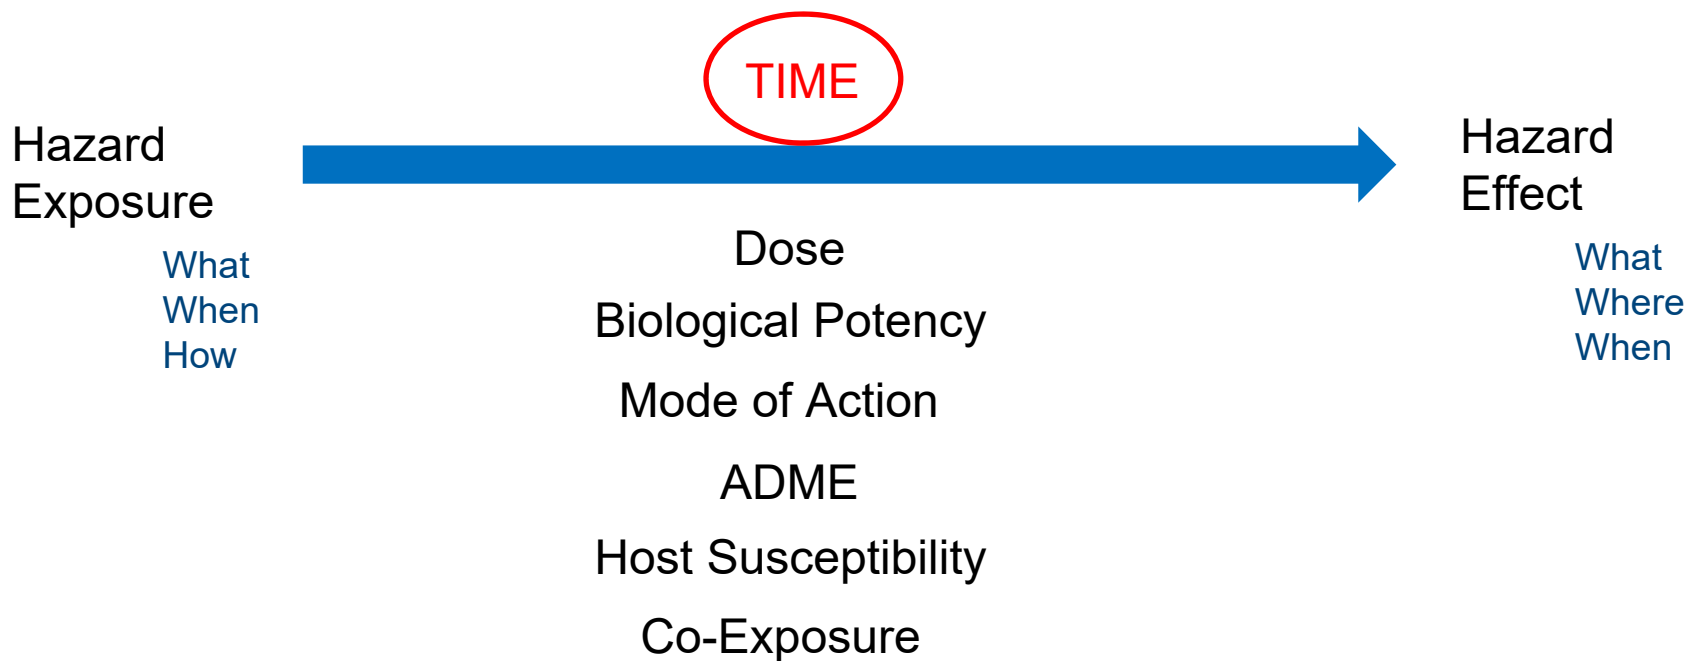 TIME
Hazard
Exposure
What
When
How
Dose
Biological Potency
Mode of Action
ADME
Host Susceptibility
Co-Exposure
Hazard
Effect
What
Where
When